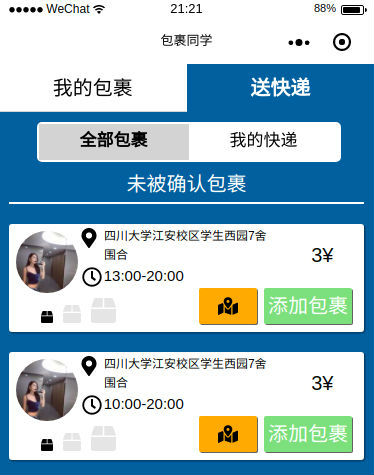 WeChat 21:21 88%
包裹同学
我的包裹 送快递
全部包裹 我的快递
未被确认包裹
四川大学江安校区学生西园7舍
围合
3¥
13:00-20:00
添加包裹
四川大学江安校区学生西园7舍
围合
3¥
10:00-20:00
添加包裹